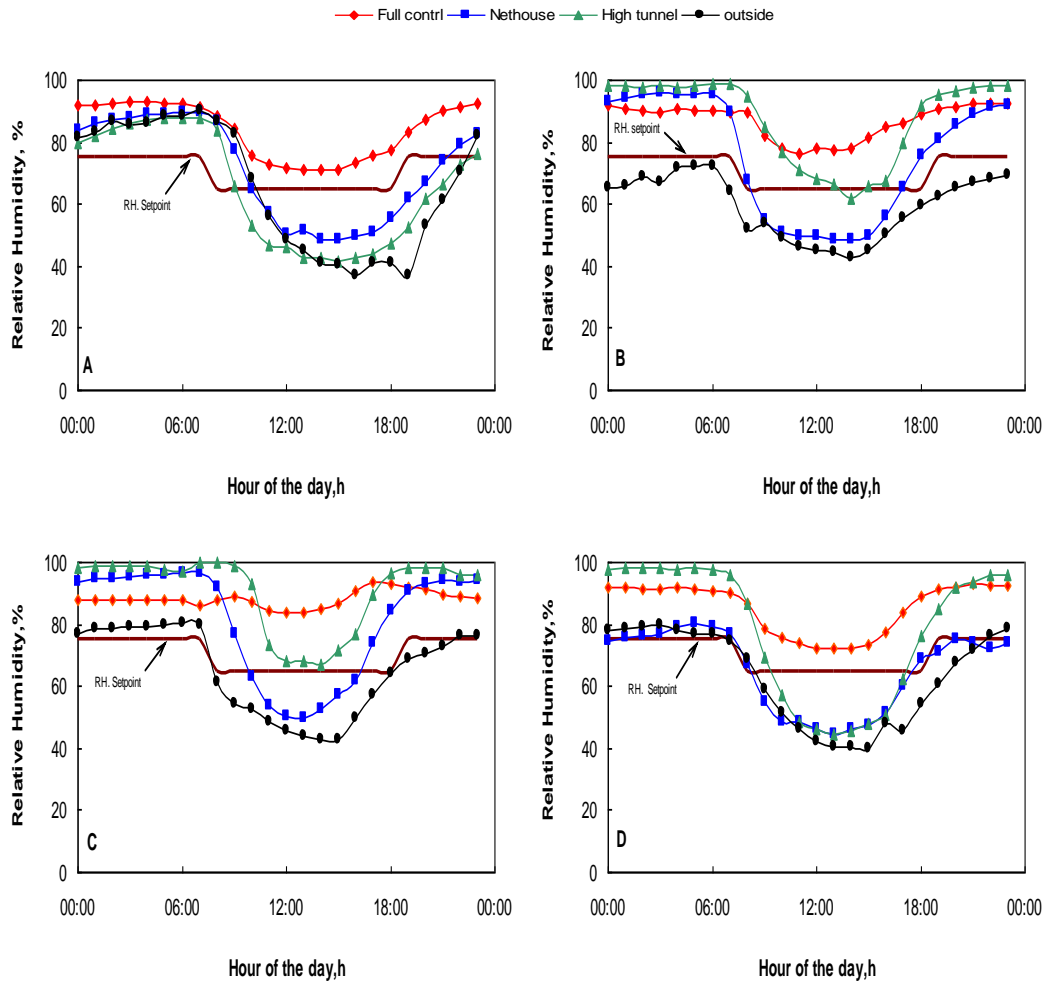 Full contrl Nethouse High tunnel outside
Relative Humidity, %
100
80
60
40
20
0
RH. Setpoint
A
00:00 06:00 12:00 18:00 00:00
Hour of the day,h
Relative Humidity,%
100
80
60
40
20
0
RH. setpoint
B
00:00 06:00 12:00 18:00 00:00
Hour of the day,h
Relative Humidity,%
100
80
60
40
20
0
RH. Setpoint
C
00:00 06:00 12:00 18:00 00:00
Hour of the day,h
Relative Humidity,%
100
80
60
40
20
0
RH. Setpoint
D
00:00 06:00 12:00 18:00 00:00
Hour of the day,h